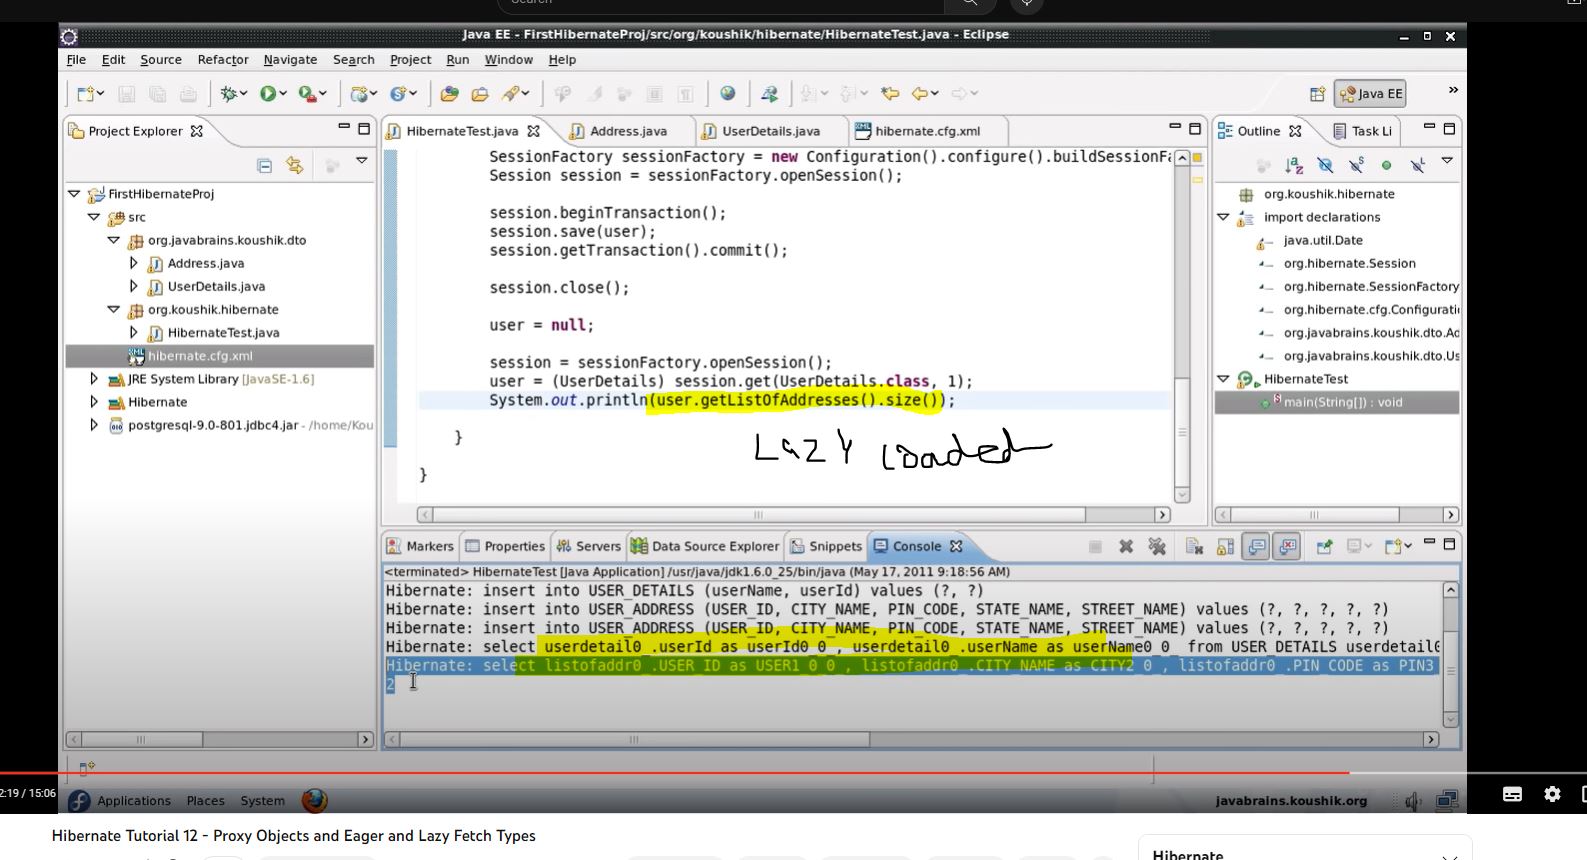 Search
Java EE - FirstHibernateProj/src/org/koushik/hibernate/HibernateTest.java - Eclipse
File Edit Source Refactor Navigate Search Project Run Window Help
Java EE
Project Explorer
FirstHibernateProj
src
org.javabrains.koushik.dto
Address.java
UserDetails.java
org.koushik.hibernate
HibernateTest.java
hibernate.cfg.xml
JRE System Library [JavaSE-1.6]
Hibernate
postgresql-9.0-801.jdbc4.jar - /home/Kou
HibernateTest.java Address.java UserDetails.java hibernate.cfg.xml
SessionFactory sessionFactory = new Configuration().configure().buildSessionFa
Session session = sessionFactory.openSession();
session.beginTransaction();
session.save(user);
session.getTransaction().commit();
session.close();
user = null;
session = sessionFactory.openSession();
user = (UserDetails) session.get(UserDetails.class, 1);
System.out.println(user.getListOfAddresses().size());
}
}
Lazy Loaded
Outline Task Li
org.koushik.hibernate
import declarations
java.util.Date
org.hibernate.Session
org.hibernate.SessionFactory
org.hibernate.cfg.Configurati
org.javabrains.koushik.dto.Ad
org.javabrains.koushik.dto.Us
HibernateTest
main(String[]) : void
Markers Properties Servers Data Source Explorer Snippets Console
<terminated> HibernateTest [Java Application] /usr/java/jdk1.6.0_25/bin/java (May 17, 2011 9:18:56 AM)
Hibernate: insert into USER_DETAILS (userName, userId) values (?, ?)
Hibernate: insert into USER_ADDRESS (USER_ID, CITY_NAME, PIN_CODE, STATE_NAME, STREET_NAME) values (?, ?, ?, ?, ?)
Hibernate: insert into USER_ADDRESS (USER_ID, CITY_NAME, PIN_CODE, STATE_NAME, STREET_NAME) values (?, ?, ?, ?, ?)
Hibernate: select userdetail0_.userId as userId0_0_, userdetail0_.userName as userName0_0_ from USER_DETAILS userdetail0
Hibernate: select listofaddr0_.USER_ID as USER1_0_0_, listofaddr0_.CITY_NAME as CITY2_0_, listofaddr0_.PIN_CODE as PIN3_
2
2:19 / 15:06
Applications Places System
javabrains.koushik.org
Hibernate Tutorial 12 - Proxy Objects and Eager and Lazy Fetch Types
Hibernate